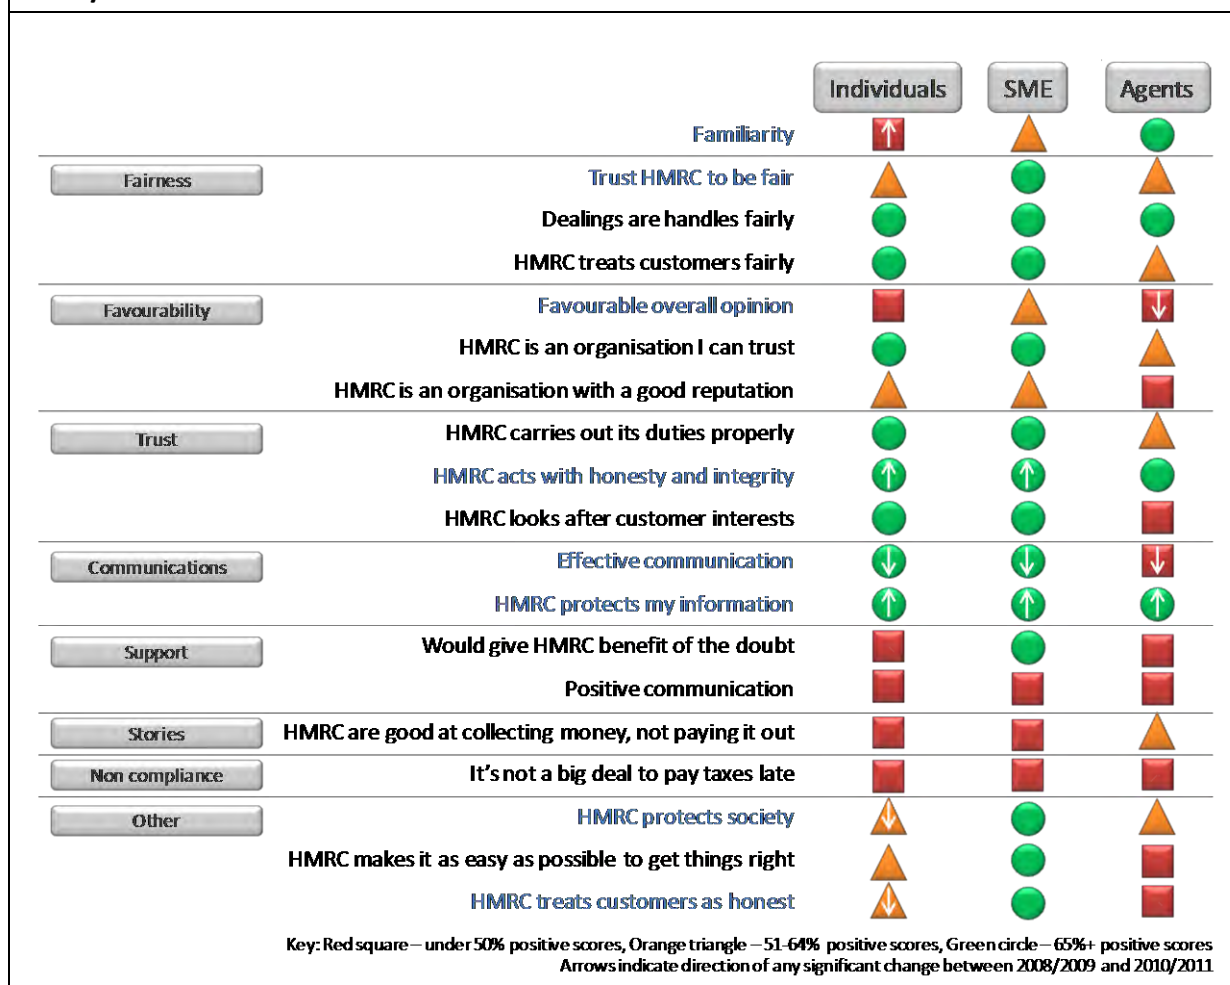 Individuals SME Agents
Familiarity
Fairness Trust HMRC to be fair
Dealings are handles fairly
HMRC treats customers fairly
Favourability Favourable overall opinion
HMRC is an organisation I can trust
HMRC is an organisation with a good reputation
Trust HMRC carries out its duties properly
HMRC acts with honesty and integrity
HMRC looks after customer interests
Communications Effective communication
HMRC protects my information
Support Would give HMRC benefit of the doubt
Positive communication
Stories HMRC are good at collecting money, not paying it out
Non compliance It's not a big deal to pay taxes late
Other HMRC protects society
HMRC makes it as easy as possible to get things right
HMRC treats customers as honest
Key: Red square – under 50% positive scores, Orange triangle – 51-64% positive scores, Green circle – 65%+ positive scores
Arrows indicate direction of any significant change between 2008/2009 and 2010/2011